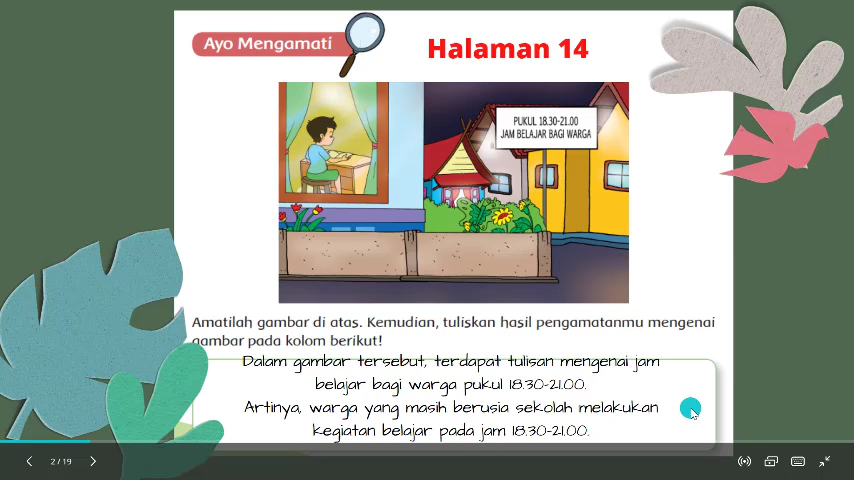 Ayo Mengamati
Halaman 14
PUKUL 18.30-21.00
JAM BELAJAR BAGI WARGA
Amatilah gambar di atas. Kemudian, tuliskan hasil pengamatanmu mengenai
gambar pada kolom berikut!
Dalam gambar tersebut, terdapat tulisan mengenai jam
belajar bagi warga pukul 18.30-21.00.
Artinya, warga yang masih berusia sekolah melakukan
kegiatan belajar pada jam 18.30-21.00.
2 / 19